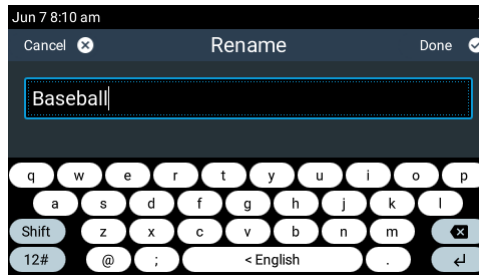 Jun 7 8:10 am
Cancel Rename Done
Baseball
q w e r t y u i o p
a s d f g h j k l
Shift z x c v b n m
12# @ ; < English .